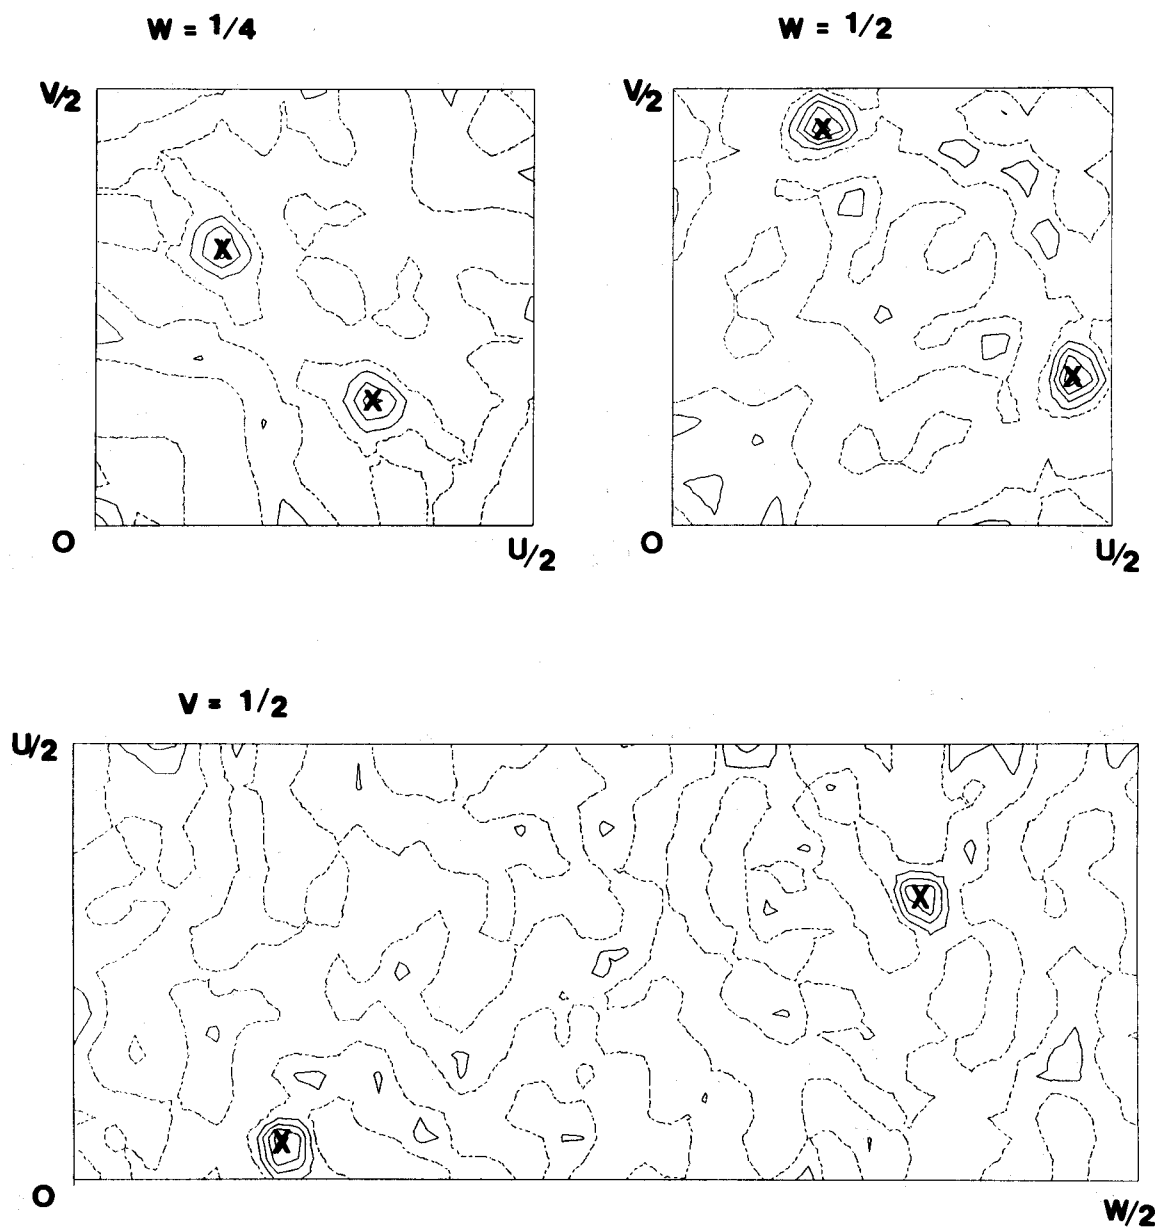 W = 1/4
W = 1/2
V/2
V/2
X
X
X
X
O
U/2
O
U/2
V = 1/2
U/2
X
X
O
W/2